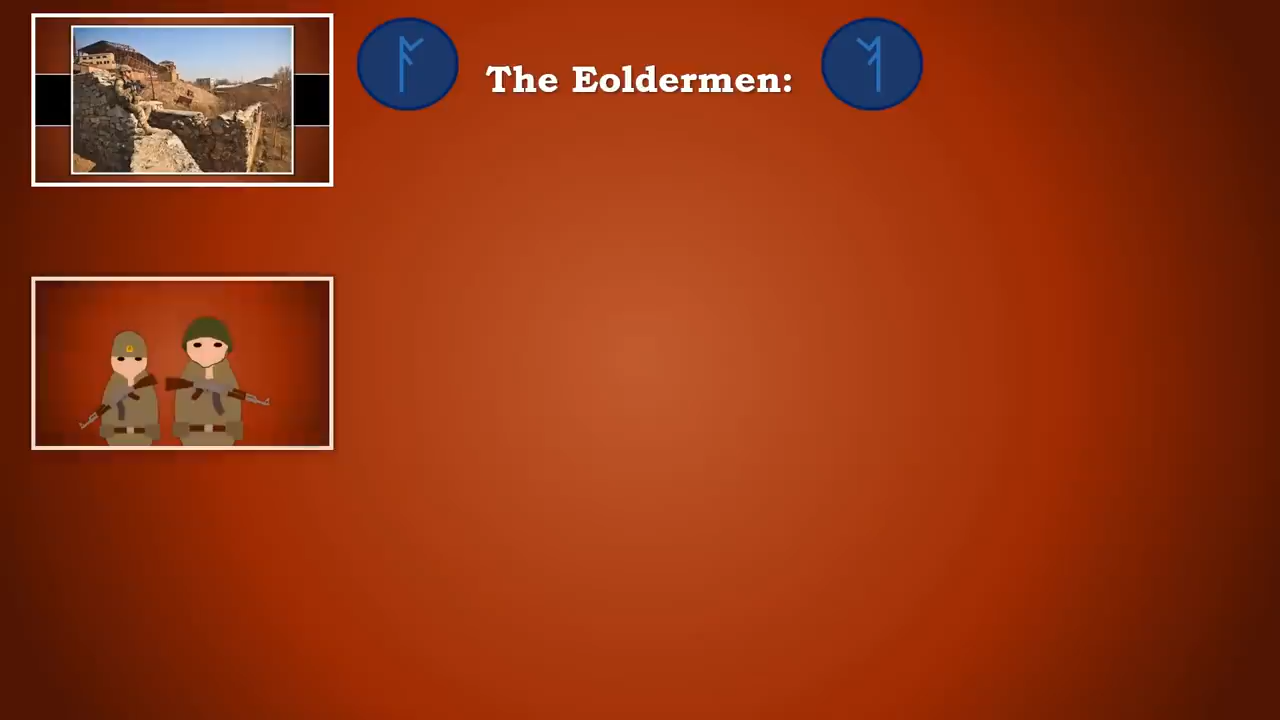 ᚩ The Eoldermen: ᚩ